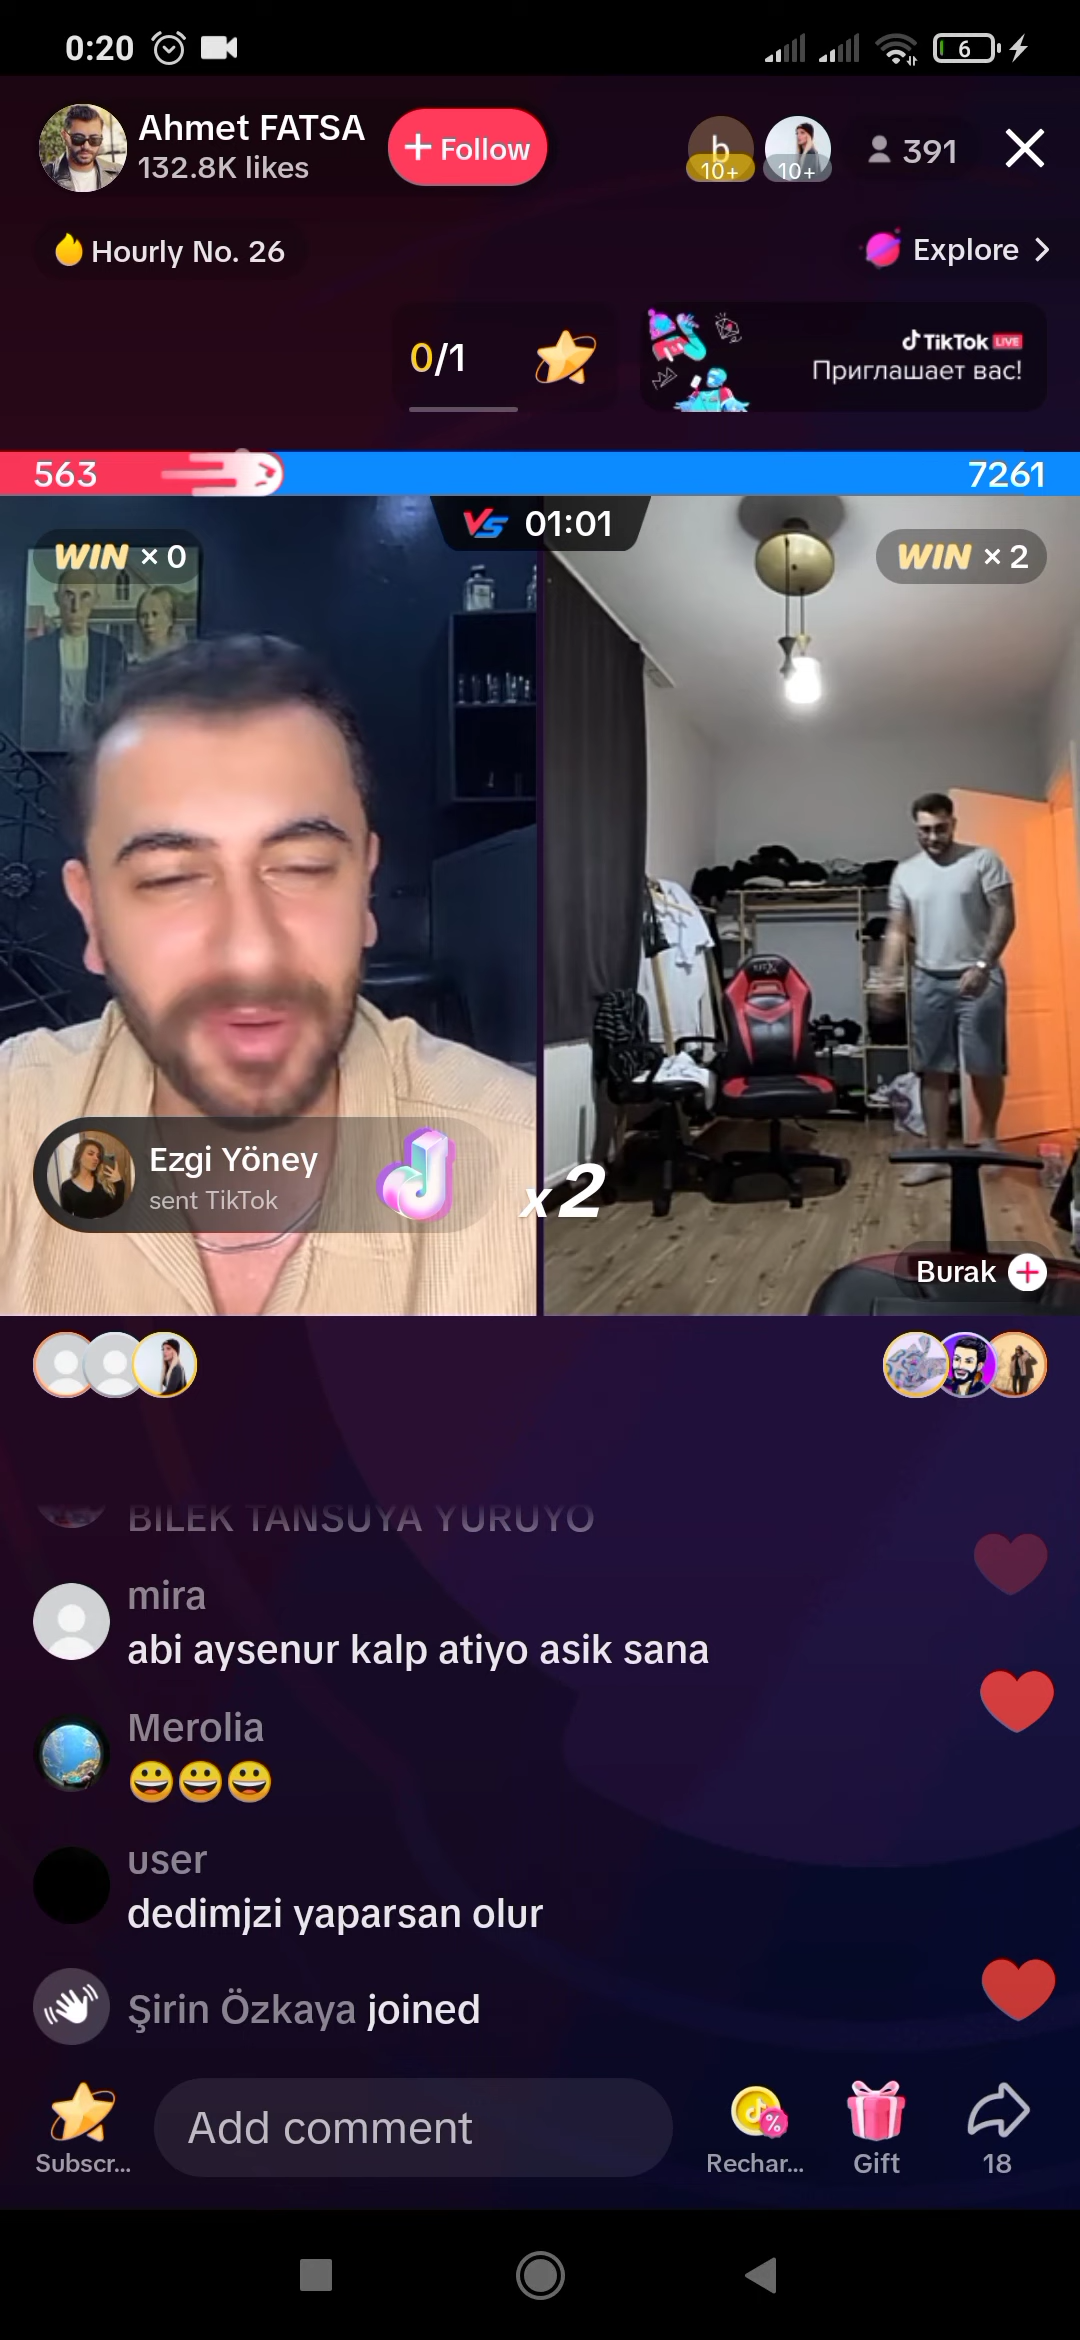 0:20
6
Ahmet FATSA
132.8K likes
+ Follow
b
10+
10+
391
Hourly No. 26
Explore
0/1
TikTok LIVE
Приглашает вас!
563
7261
VS 01:01
WIN × 0
WIN × 2
Ezgi Yöney
sent TikTok
x2
Burak
BILEK TANSUYA YURUYO
mira
abi aysenur kalp atiyo asik sana
Merolia
😀😀😀
user
dedimjzi yaparsan olur
Şirin Özkaya joined
Add comment
Subscr...
Rechar...
Gift
18